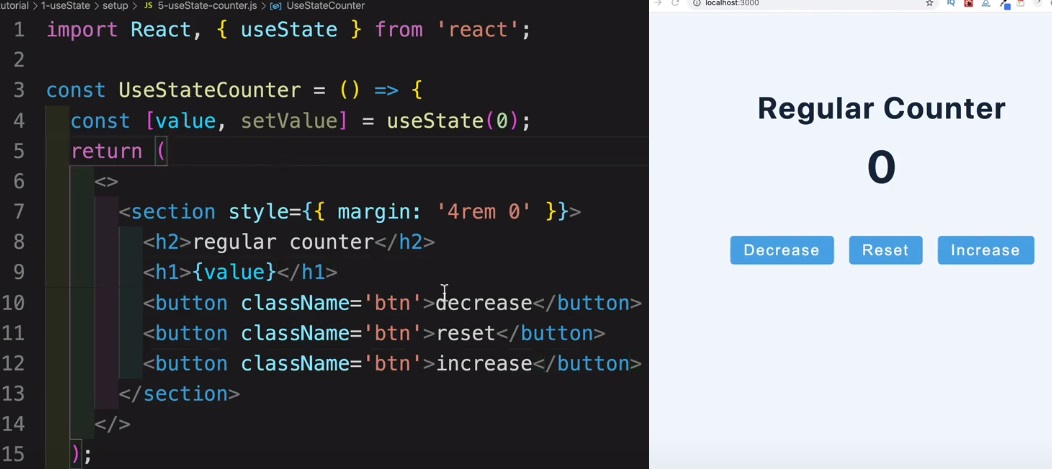 utorial > 1-useState > setup > JS 5-useState-counter.js > UseStateCounter
1 import React, { useState } from 'react';
2
3 const UseStateCounter = () => {
4 const [value, setValue] = useState(0);
5 return (
6 <>
7 <section style={{ margin: '4rem 0' }}>
8 <h2>regular counter</h2>
9 <h1>{value}</h1>
10 <button className='btn'>decrease</button>
11 <button className='btn'>reset</button>
12 <button className='btn'>increase</button>
13 </section>
14 </>
15 );
localhost:3000
Regular Counter
0
Decrease Reset Increase